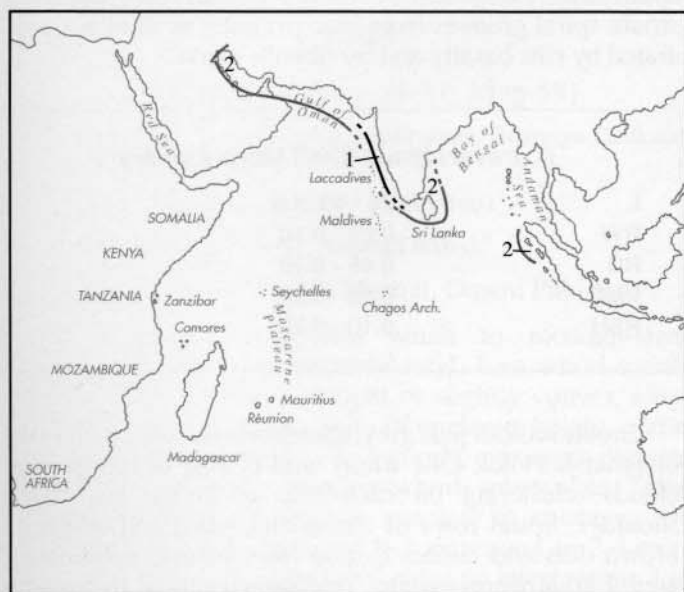 2
Red Sea
Gulf of
Oman
1
Laccadives
Maldives
2
Sri Lanka
Bay of
Bengal
Andaman
Sea
2
SOMALIA
KENYA
TANZANIA
Zanzibar
Seychelles
Chagos Arch.
Comores
Mascarene
Plateau
MOZAMBIQUE
Mauritius
Réunion
Madagascar
SOUTH
AFRICA